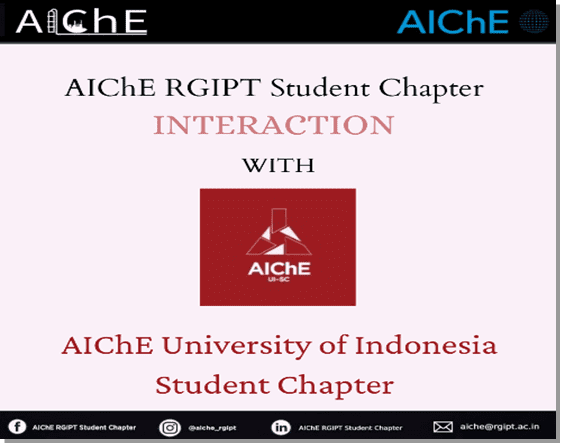 AIChE AIChE
AIChE RGIPT Student Chapter
INTERACTION
WITH
AIChE
UI-SC
AIChE University of Indonesia
Student Chapter
AIChE RGIPT Student Chapter @aiche_rgipt AIChE RGIPT Student Chapter aiche@rgipt.ac.in